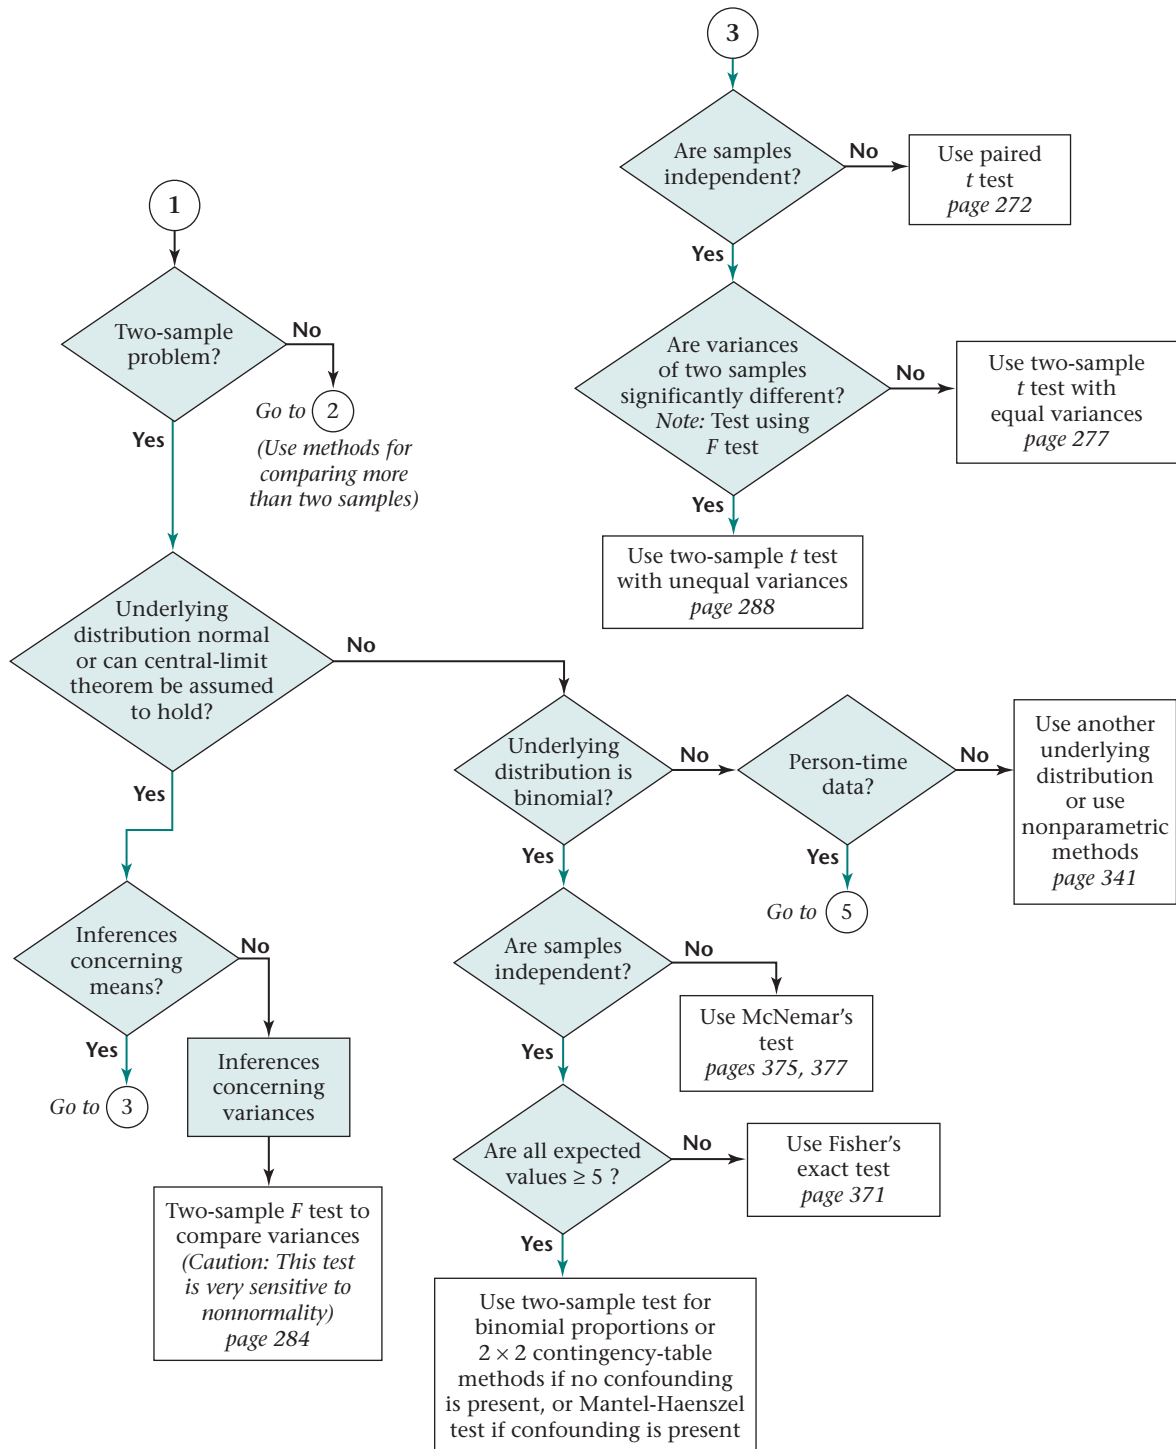 3
Are samples
independent?
No
Use paired
t test
page 272
Yes
Are variances
of two samples
significantly different?
Note: Test using
F test
No
Use two-sample
t test with
equal variances
page 277
Yes
Use two-sample t test
with unequal variances
page 288
1
Two-sample
problem?
No
Go to 2
(Use methods for
comparing more
than two samples)
Yes
Underlying
distribution normal
or can central-limit
theorem be assumed
to hold?
No
Yes
Inferences
concerning
means?
No
Yes
Go to 3
Inferences
concerning
variances
Two-sample F test to
compare variances
(Caution: This test
is very sensitive to
nonnormality)
page 284
Underlying
distribution is
binomial?
No
Person-time
data?
No
Use another
underlying
distribution
or use
nonparametric
methods
page 341
Yes
Go to 5
Yes
Are samples
independent?
No
Use McNemar's
test
pages 375, 377
Yes
Are all expected
values ≥ 5 ?
No
Use Fisher's
exact test
page 371
Yes
Use two-sample test for
binomial proportions or
2 × 2 contingency-table
methods if no confounding
is present, or Mantel-Haenszel
test if confounding is present